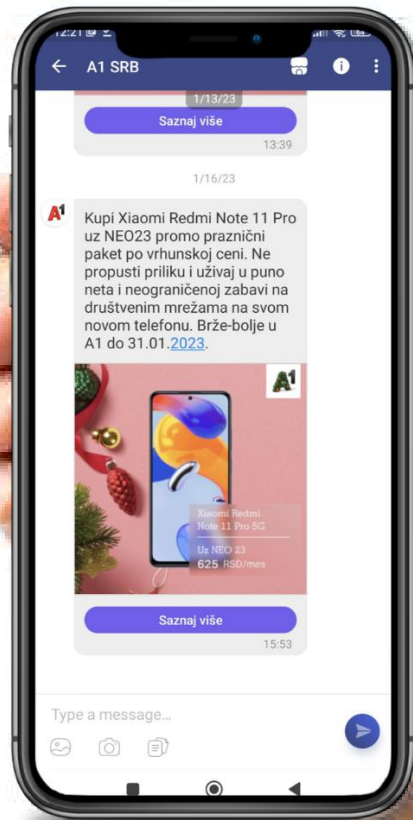 12:21
A1 SRB
1/13/23
Saznaj više
13:39
1/16/23
A1
Kupi Xiaomi Redmi Note 11 Pro
uz NEO23 promo praznični
paket po vrhunskoj ceni. Ne
propusti priliku i uživaj u puno
neta i neograničenoj zabavi na
društvenim mrežama na svom
novom telefonu. Brže-bolje u
A1 do 31.01.2023.
A1
Xiaomi Redmi
Note 11 Pro 5G
Uz NEO 23
625 RSD/mes
Saznaj više
15:53
Type a message...